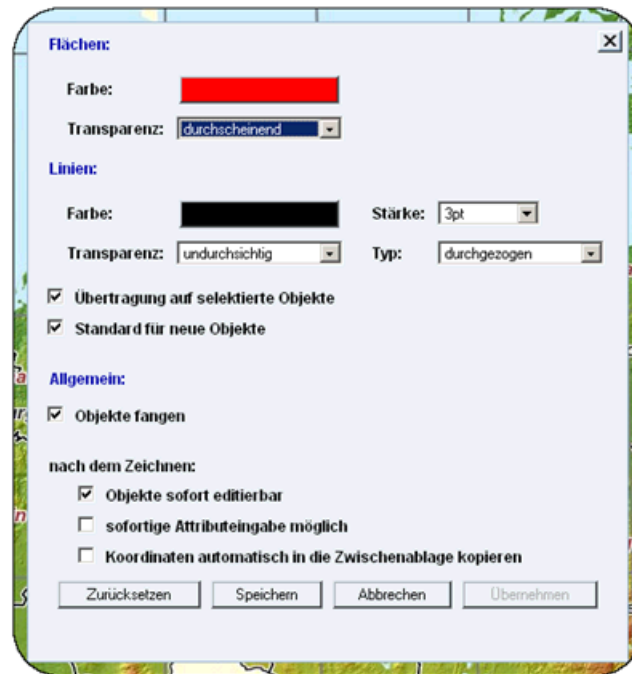 Flächen:
Farbe:
Transparenz: durchscheinend
Linien:
Farbe: Stärke: 3pt
Transparenz: undurchsichtig Typ: durchgezogen
Übertragung auf selektierte Objekte
Standard für neue Objekte
Allgemein:
Objekte fangen
nach dem Zeichnen:
Objekte sofort editierbar
sofortige Attributeingabe möglich
Koordinaten automatisch in die Zwischenablage kopieren
Zurücksetzen Speichern Abbrechen Übernehmen